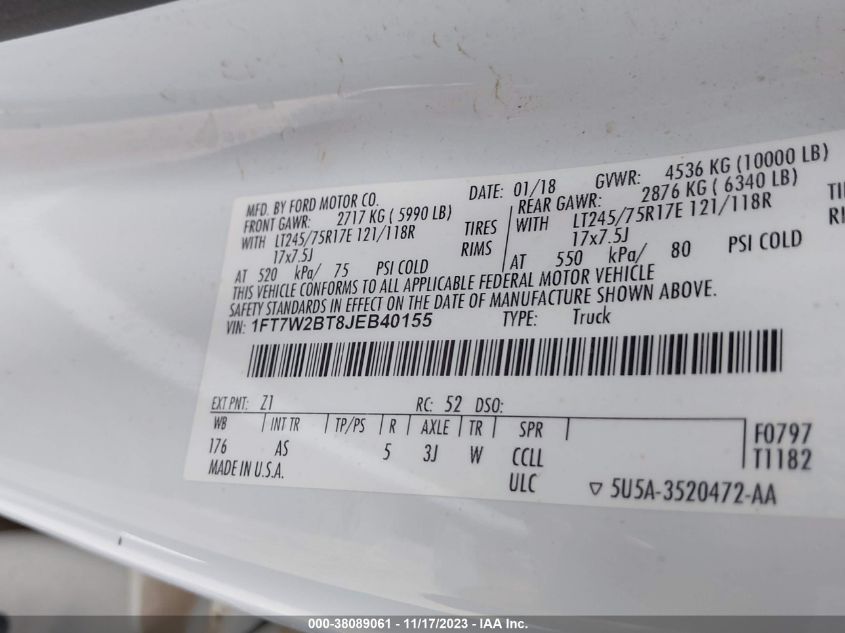 MFD. BY FORD MOTOR CO. DATE: 01/18 GVWR: 4536 KG (10000 LB)
FRONT GAWR: 2717 KG ( 5990 LB) REAR GAWR: 2876 KG ( 6340 LB)
WITH LT245/75R17E 121/118R TIRES WITH LT245/75R17E 121/118R TI
17x7.5J RIMS 17x7.5J RI
AT 520 kPa/ 75 PSI COLD AT 550 kPa/ 80 PSI COLD
THIS VEHICLE CONFORMS TO ALL APPLICABLE FEDERAL MOTOR VEHICLE
SAFETY STANDARDS IN EFFECT ON THE DATE OF MANUFACTURE SHOWN ABOVE.
VIN: 1FT7W2BT8JEB40155 TYPE: Truck
EXT PNT: Z1 RC: 52 DSO:
WB INT TR TP/PS R AXLE TR SPR F0797
176 AS 5 3J W CCLL T1182
MADE IN U.S.A. ULC ▽ 5U5A-3520472-AA
000-38089061 - 11/17/2023 - IAA Inc.